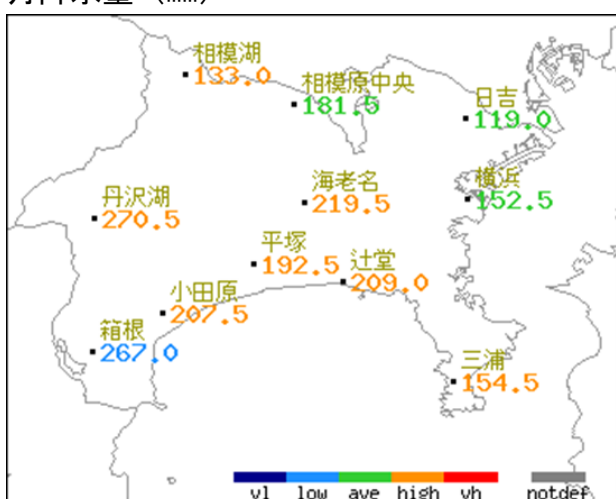 相模湖
133.0
相模原中央
181.5
日吉
119.0
海老名
219.5
横浜
152.5
丹沢湖
270.5
平塚
192.5
辻堂
209.0
小田原
207.5
箱根
267.0
三浦
154.5
vl low ave high vh notdef